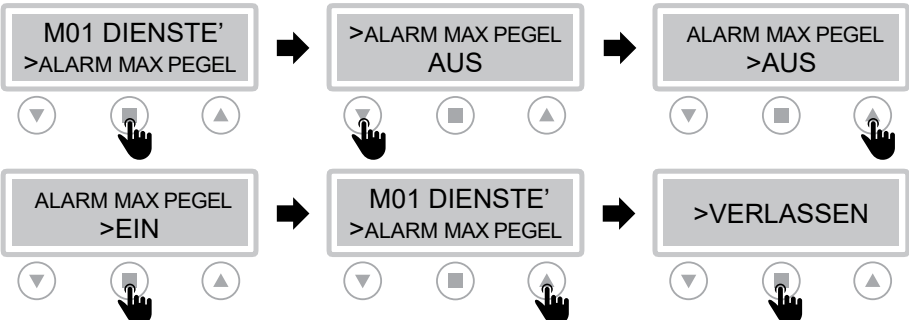 M01 DIENSTE’
>ALARM MAX PEGEL
>ALARM MAX PEGEL
AUS
ALARM MAX PEGEL
>AUS
ALARM MAX PEGEL
>EIN
M01 DIENSTE’
>ALARM MAX PEGEL
>VERLASSEN